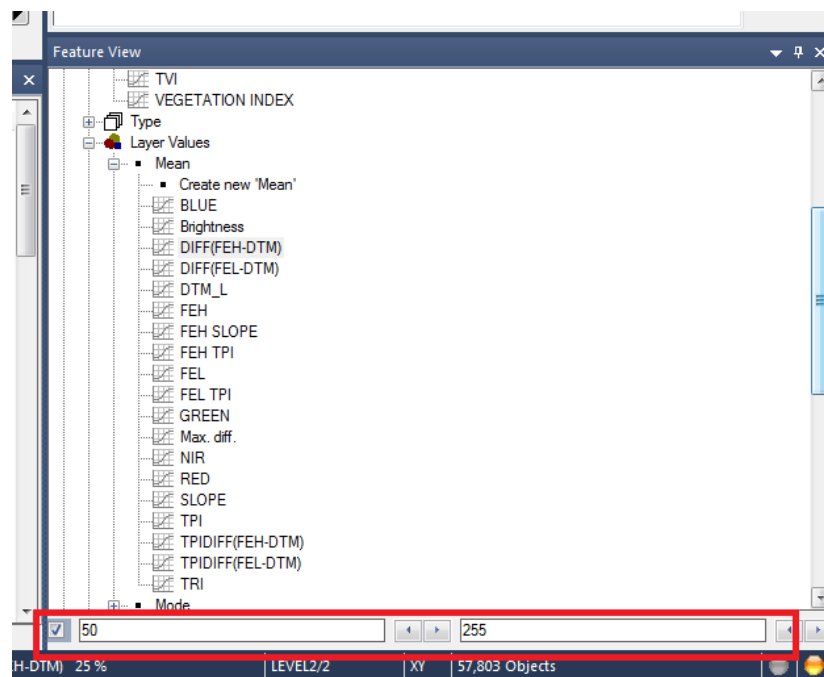 Feature View
TVI
VEGETATION INDEX
Type
Layer Values
Mean
Create new 'Mean'
BLUE
Brightness
DIFF(FEH-DTM)
DIFF(FEL-DTM)
DTM_L
FEH
FEH SLOPE
FEH TPI
FEL
FEL TPI
GREEN
Max. diff.
NIR
RED
SLOPE
TPI
TPIDIFF(FEH-DTM)
TPIDIFF(FEL-DTM)
TRI
Mode
50 255
H-DTM) 25 % LEVEL2/2 XY 57,803 Objects